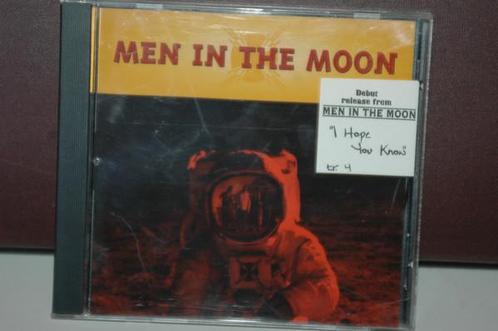 MEN IN THE MOON
Debut
release from
MEN IN THE MOON
"I Hope
You Know"
tr. 4